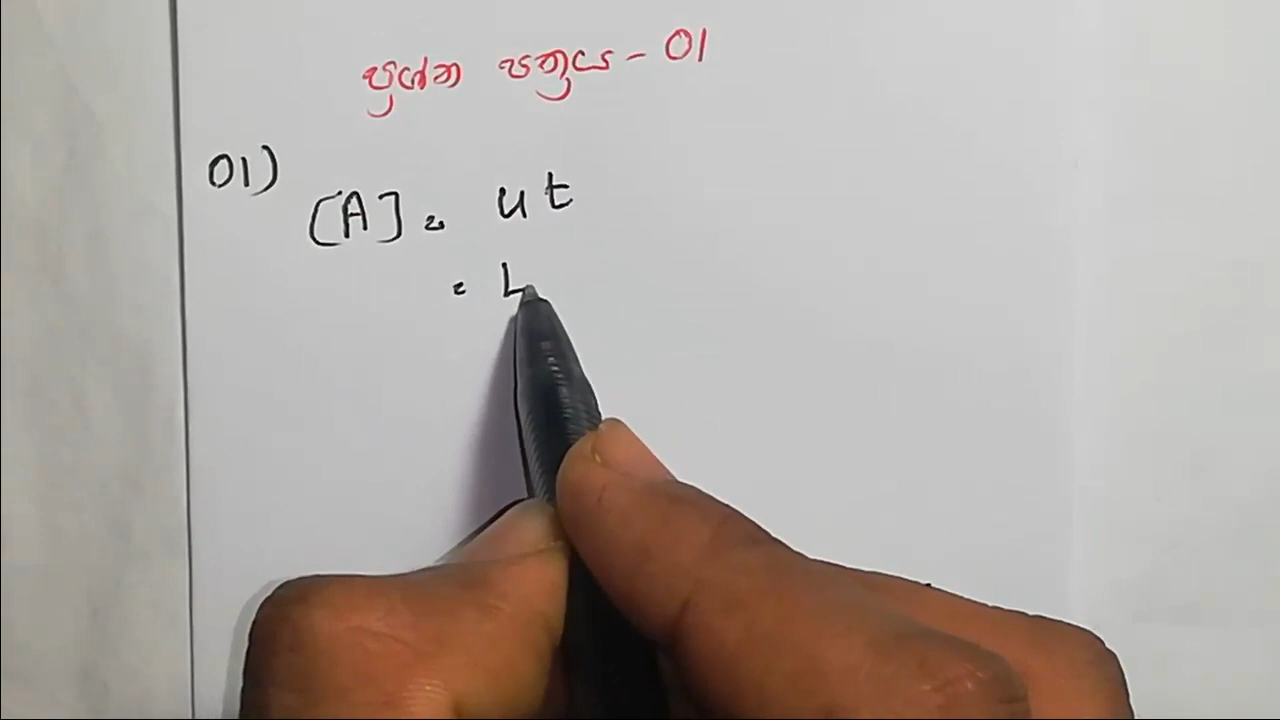 ප්‍රශ්න පත්‍රය - 01
01)
[A] = ut
= L